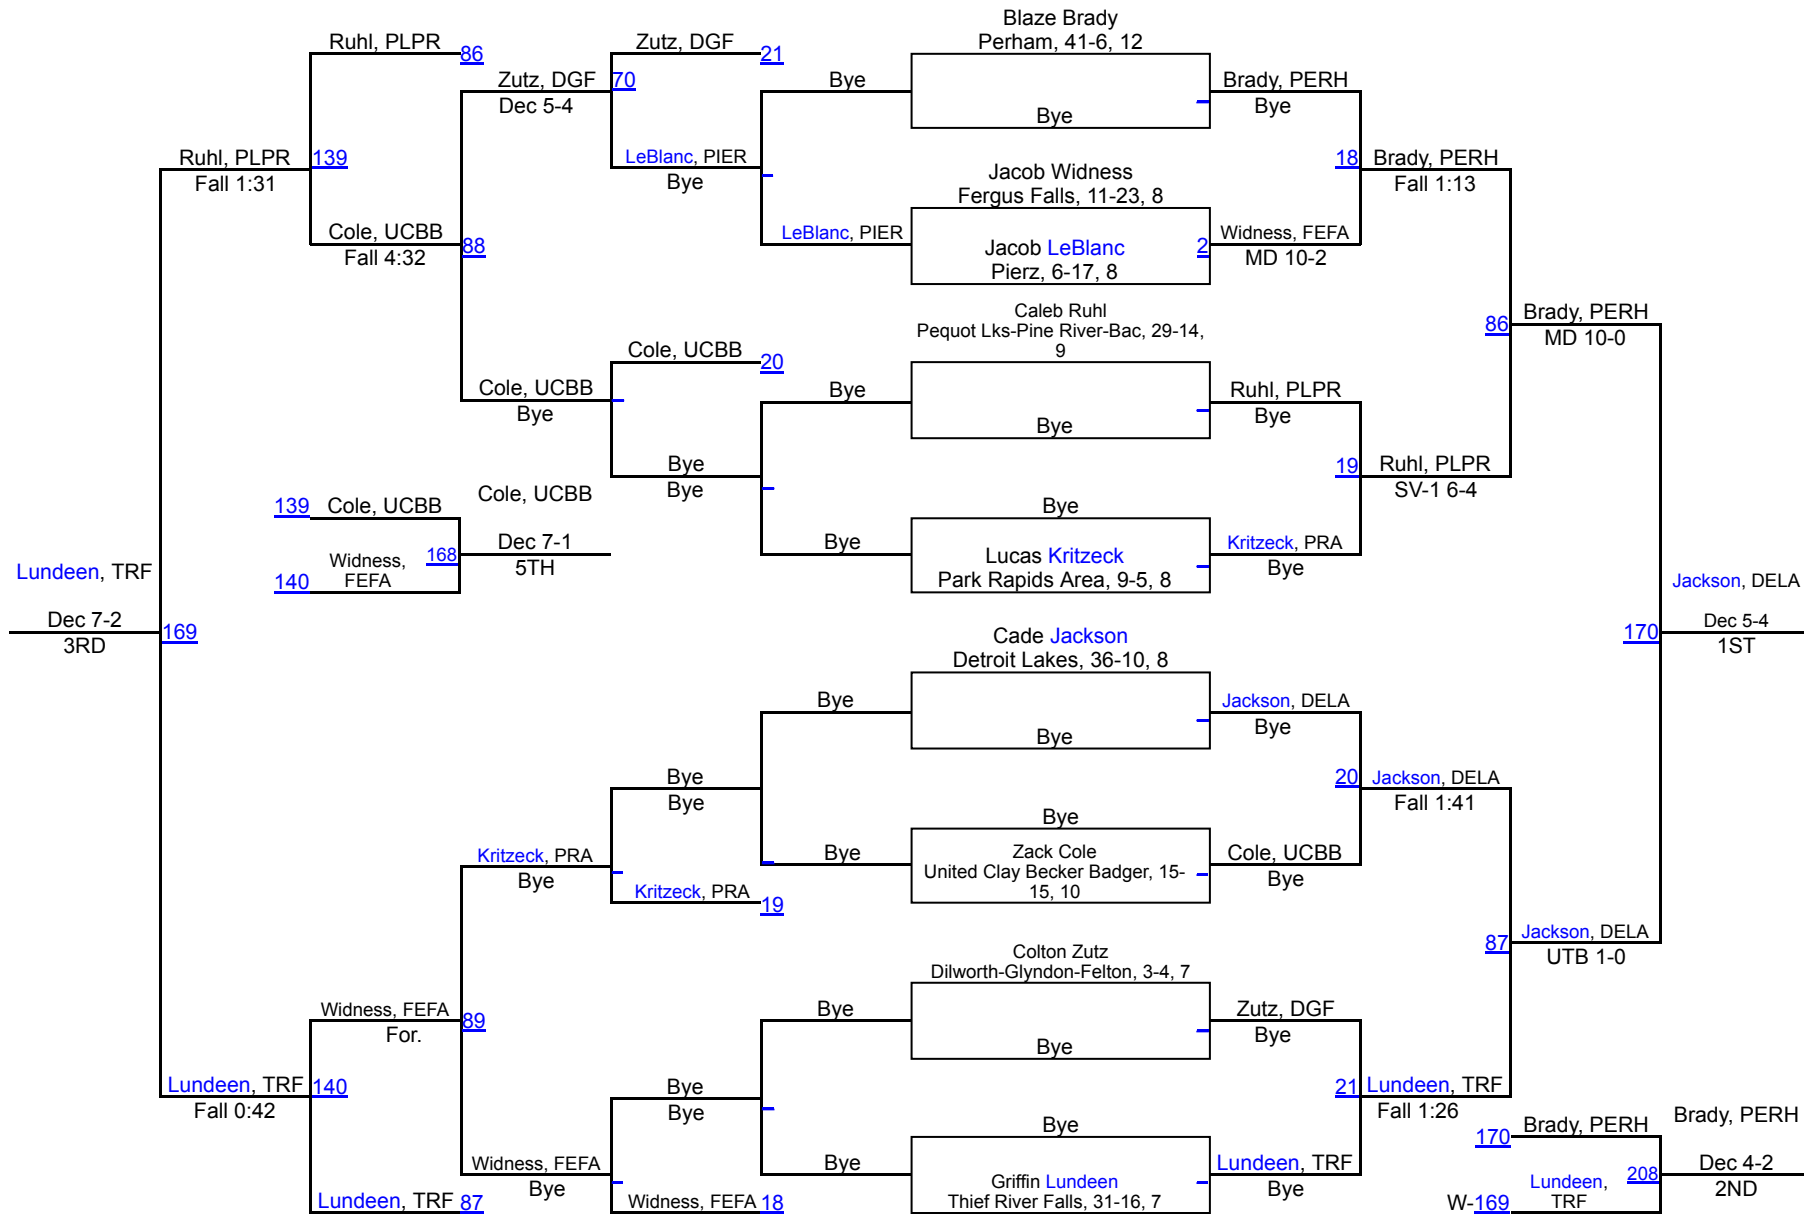 Blaze Brady
Perham, 41-6, 12
Ruhl, PLPR
86
Zutz, DGF
21
Zutz, DGF
70
Dec 5-4
Bye
Bye
Brady, PERH
Bye
Ruhl, PLPR
139
Fall 1:31
LeBlanc, PIER
Bye
Jacob Widness
Fergus Falls, 11-23, 8
18
Brady, PERH
Fall 1:13
Cole, UCBB
88
Fall 4:32
LeBlanc, PIER
Jacob LeBlanc
Pierz, 6-17, 8
2
Widness, FEFA
MD 10-2
Caleb Ruhl
Pequot Lks-Pine River-Bac, 29-14,
9
86
Brady, PERH
MD 10-0
Cole, UCBB
20
Cole, UCBB
Bye
Bye
Bye
Ruhl, PLPR
Bye
Bye
Bye
19
Ruhl, PLPR
SV-1 6-4
139
Cole, UCBB
Cole, UCBB
Bye
168
Dec 7-1
5TH
140
Widness,
FEFA
Bye
Lucas Kritzeck
Park Rapids Area, 9-5, 8
Kritzeck, PRA
Bye
Lundeen, TRF
Dec 7-2
3RD
169
Jackson, DELA
170
Dec 5-4
1ST
Cade Jackson
Detroit Lakes, 36-10, 8
Bye
Bye
Jackson, DELA
Bye
Bye
Bye
20
Jackson, DELA
Fall 1:41
Bye
Kritzeck, PRA
Bye
Bye
Zack Cole
United Clay Becker Badger, 15-
15, 10
Cole, UCBB
Bye
Kritzeck, PRA
19
Colton Zutz
Dilworth-Glyndon-Felton, 3-4, 7
87
Jackson, DELA
UTB 1-0
Widness, FEFA
89
For.
Bye
Bye
Zutz, DGF
Bye
Lundeen, TRF
140
Fall 0:42
Bye
Bye
21
Lundeen, TRF
Fall 1:26
Bye
Widness, FEFA
Bye
Bye
Griffin Lundeen
Thief River Falls, 31-16, 7
Lundeen, TRF
Bye
Lundeen, TRF
87
Widness, FEFA
18
170
Brady, PERH
Brady, PERH
208
Dec 4-2
2ND
W-169
Lundeen,
TRF